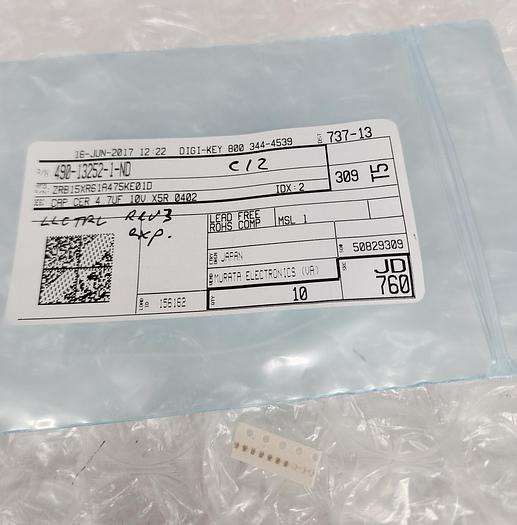 16-JUN-2017 12:22 DIGI-KEY 800 344-4539
737-13
P/N 490-13252-1-ND
C12
309 T5
ZRB15XR61A475KE01D
IDX: 2
CAP CER 4.7UF 10V X5R 0402
REV3
exp.
LEAD FREE
ROHS COMP
MSL 1
50829309
JAPAN
MURATA ELECTRONICS (VA)
JD
760
156162
10